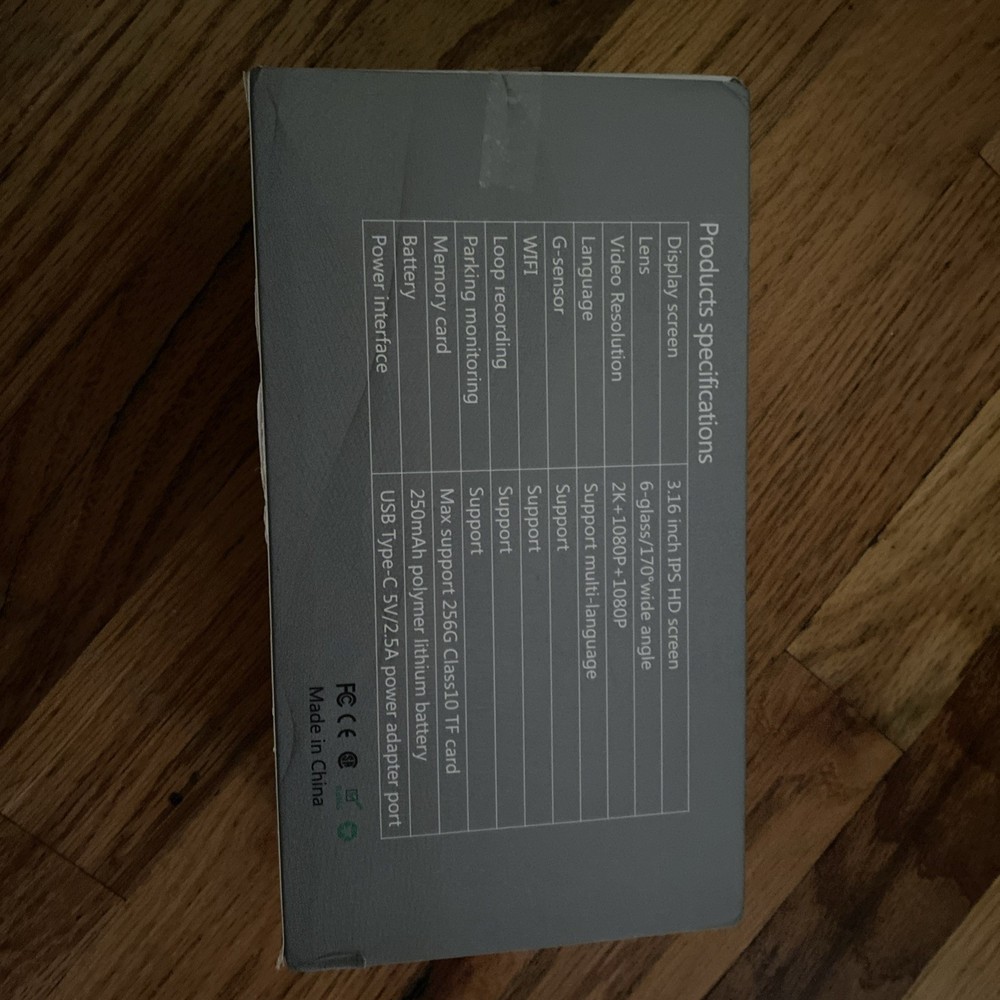 Products specifications
Display screen 3.16 inch IPS HD screen
Lens 6-glass/170°wide angle
Video Resolution 2K+1080P+1080P
Language Support multi-language
G-sensor Support
WIFI Support
Loop recording Support
Parking monitoring Support
Memory card Max support 256G Class10 TF card
Battery 250mAh polymer lithium battery
Power interface USB Type-C 5V/2.5A power adapter port
FC CE
Made in China